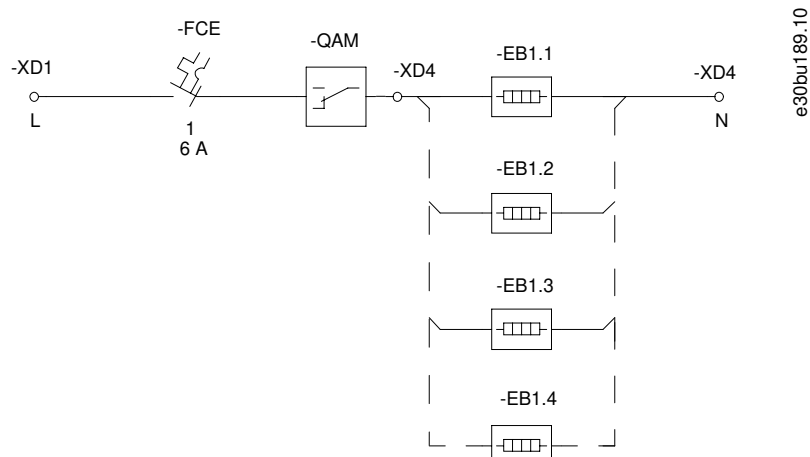 -FCE
-QAM
-EB1.1
-XD1
-XD4
-XD4
L
N
1
6 A
-EB1.2
-EB1.3
-EB1.4
e30bu189.10